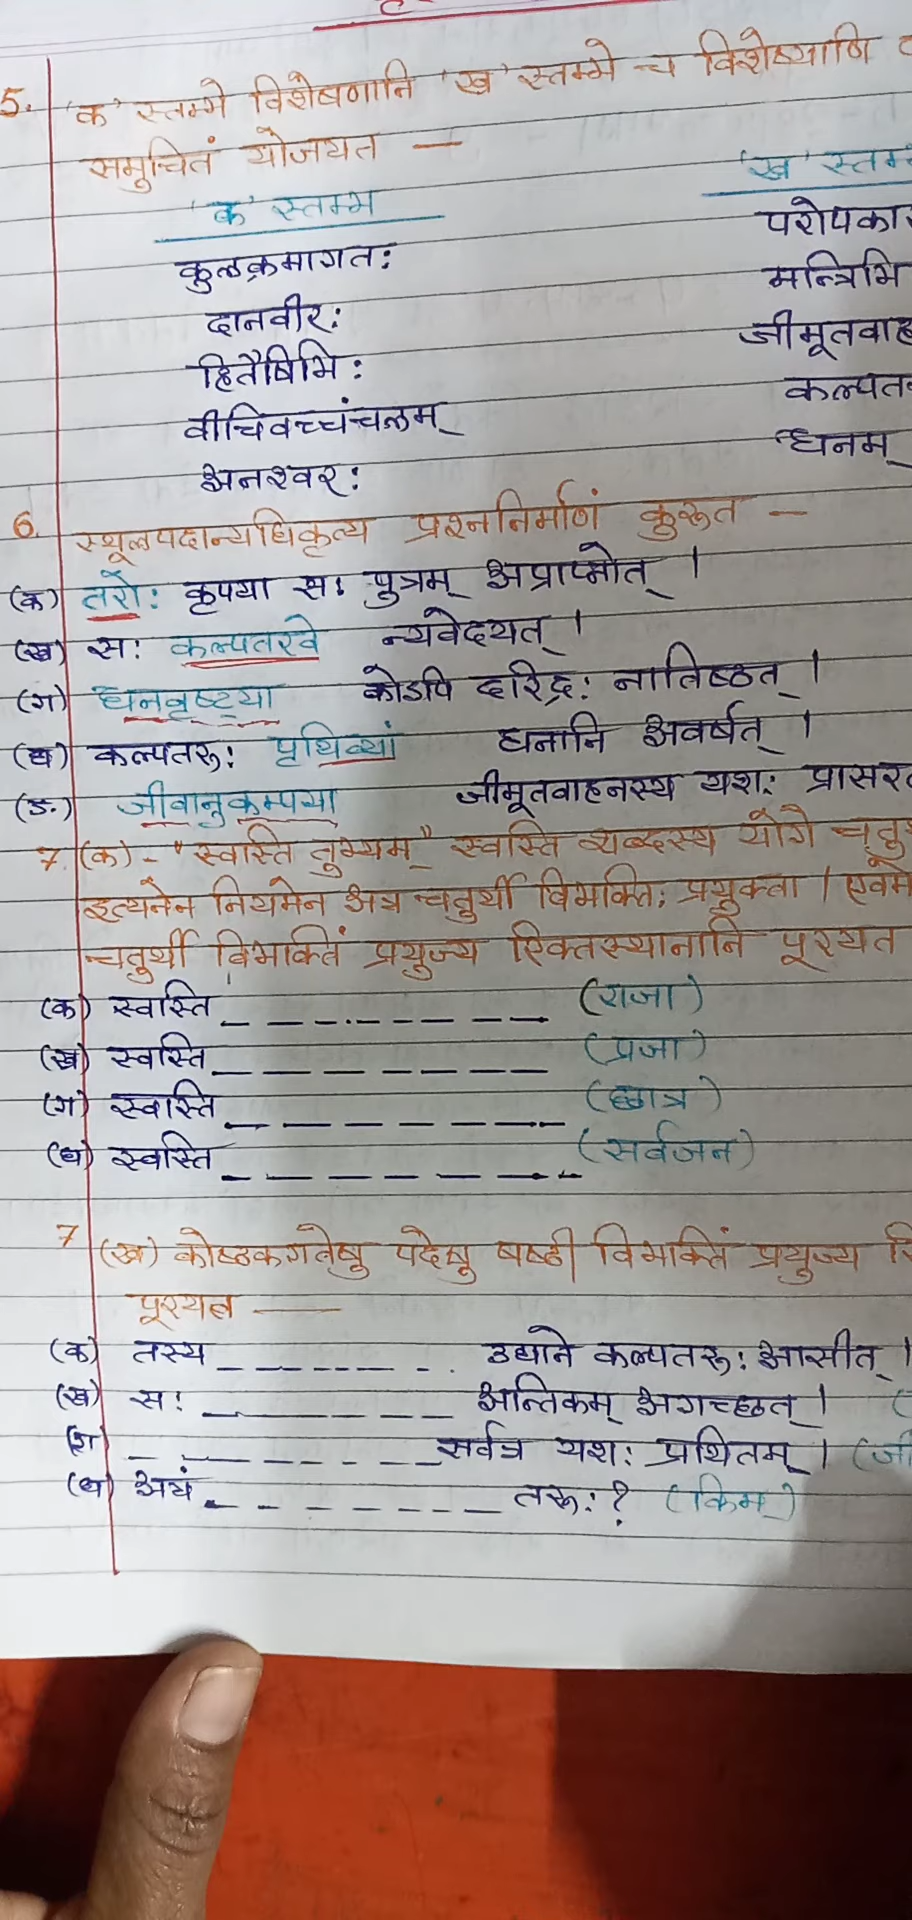 5. 'क' स्तम्भे विशेषणानि 'ख' स्तम्भे च विशेष्याणि
समुचितं योजयत —
'क' स्तम्भ 'ख' स्तम्
कुलक्रमागतः परोपका
दानवीरः मन्त्रिभि
हितैषिभिः जीमूतवाह
वीचिवच्चंचलम् कल्पत
अनश्वरः धनम्
6. स्थूलपदान्यधिकृत्य प्रश्ननिर्माणं कुरुत —
(क) तरोः कृपया सः पुत्रम् अप्राप्नोत् ।
(ख) सः कल्पतरवे न्यवेदयत् ।
(ग) धनवृष्ट्या कोडपि दरिद्रः नातिष्ठत् ।
(घ) कल्पतरुः पृथिव्यां धनानि अवर्षत् ।
(ङ) जीवानुकम्पया जीमूतवाहनस्य यशः प्रासर
7. (क) - "स्वास्ति तुभ्यम्" स्वस्ति शब्दस्य योगे चतु
इत्यनेन नियमेन अत्र चतुर्थी विभक्तिः प्रयुक्ता । एवम
चतुर्थी विभक्तिं प्रयुज्य रिक्तस्थानानि पूरयत
(क) स्वस्ति _ _ _ _ _ _ _ _ (राजा)
(ख) स्वस्ति _ _ _ _ _ _ _ (प्रजा)
(ग) स्वस्ति _ _ _ _ _ _ _ (छात्र)
(घ) स्वस्ति _ _ _ _ _ _ _ _ (सर्वजन)
7 (ख) कोष्ठकगतेषु पदेषु षष्ठी विभक्तिं प्रयुज्य रि
पूरयत —
(क) तस्य _ _ _ _ _ _ . उद्याने कल्पतरुः आसीत् ।
(ख) सः _ _ _ _ _ _ अन्तिकम् अगच्छत् । (
(ग) _ _ _ _ _ _ _ सर्वत्र यशः प्रथितम् । (जी
(घ) अयं _ _ _ _ _ _ _ _ तरुः ? (किम्)